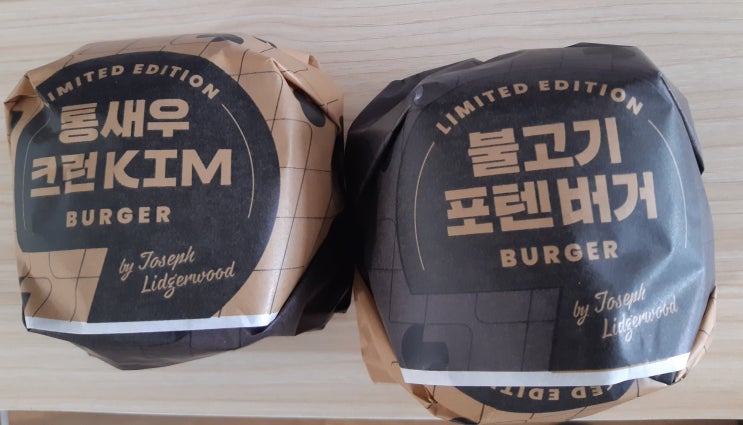 LIMITED EDITION
통새우
크런KIM
BURGER
by Joseph
Lidgerwood
LIMITED EDITION
불고기
포텐버거
BURGER
by Joseph
Lidgerwood